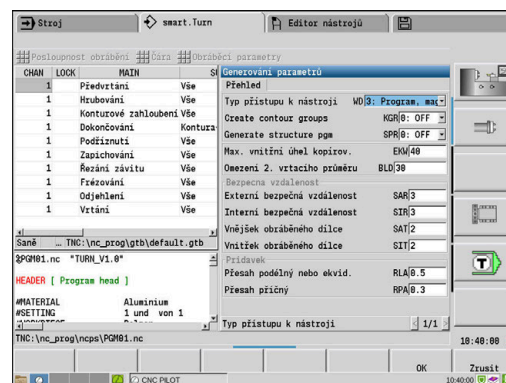 Stroj
smart.Turn
Editor nástrojů
Posloupnost obrábění
Čára
Obráběcí parametry
CHAN LOCK MAIN
1 Předvrtání Vše
1 Hrubování Vše
1 Konturové zahloubení Vše
1 Dokončování Kontura-
1 Podříznutí Vše
1 Zapichování Vše
1 Řezání závitu Vše
1 Frézování Vše
1 Odjehlení Vše
1 Vrtání Vše
Saně ... TNC:\nc_prog\gtb\default.gtb
%PGM01.nc "TURN_V1.0"
HEADER [ Program head ]
#MATERIAL Aluminium
#SETTING 1 und von 1
TNC:\nc_prog\ncps\PGM01.nc
Generování parametrů
Přehled
Typ přístupu k nástroji WD 3: Program, mag
Create contour groups KGR 0: OFF
Generate structure pgm SPR 0: OFF
Max. vnitřní úhel kopírov. EKW 40
Omezení 2. vrtacího průměru BLD 30
Bezpecna vzdalenost
Externí bezpečná vzdálenost SAR 3
Interní bezpečná vzdálenost SIR 3
Vnějšek obráběného dílce SAT 2
Vnitřek obráběného dílce SIT 2
Pridavek
Přesah podélný nebo ekvid. RLA 0.5
Přesah příčný RPA 0.3
Typ přístupu k nástroji 1/1
T
10:40:00
OK
Zrusit
CNC PILOT
10:40:00